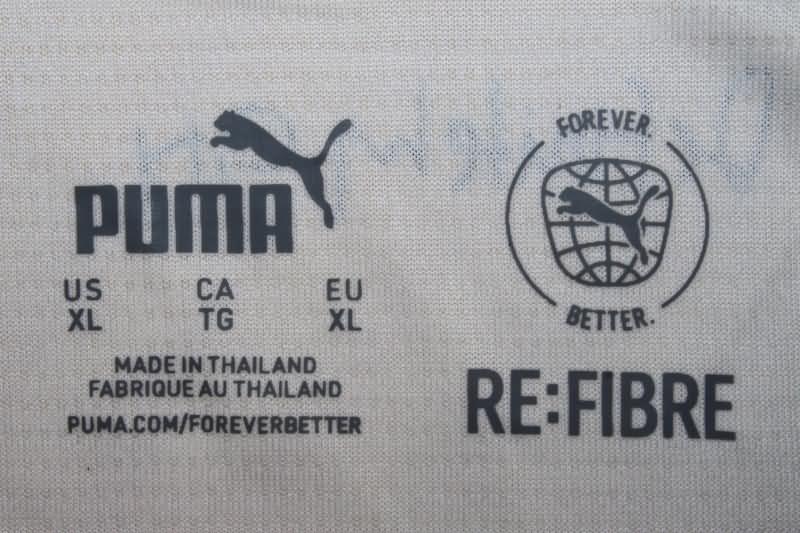 PUMA
US CA EU
XL TG XL
MADE IN THAILAND
FABRIQUE AU THAILAND
PUMA.COM/FOREVERBETTER
FOREVER.
BETTER.
RE:FIBRE